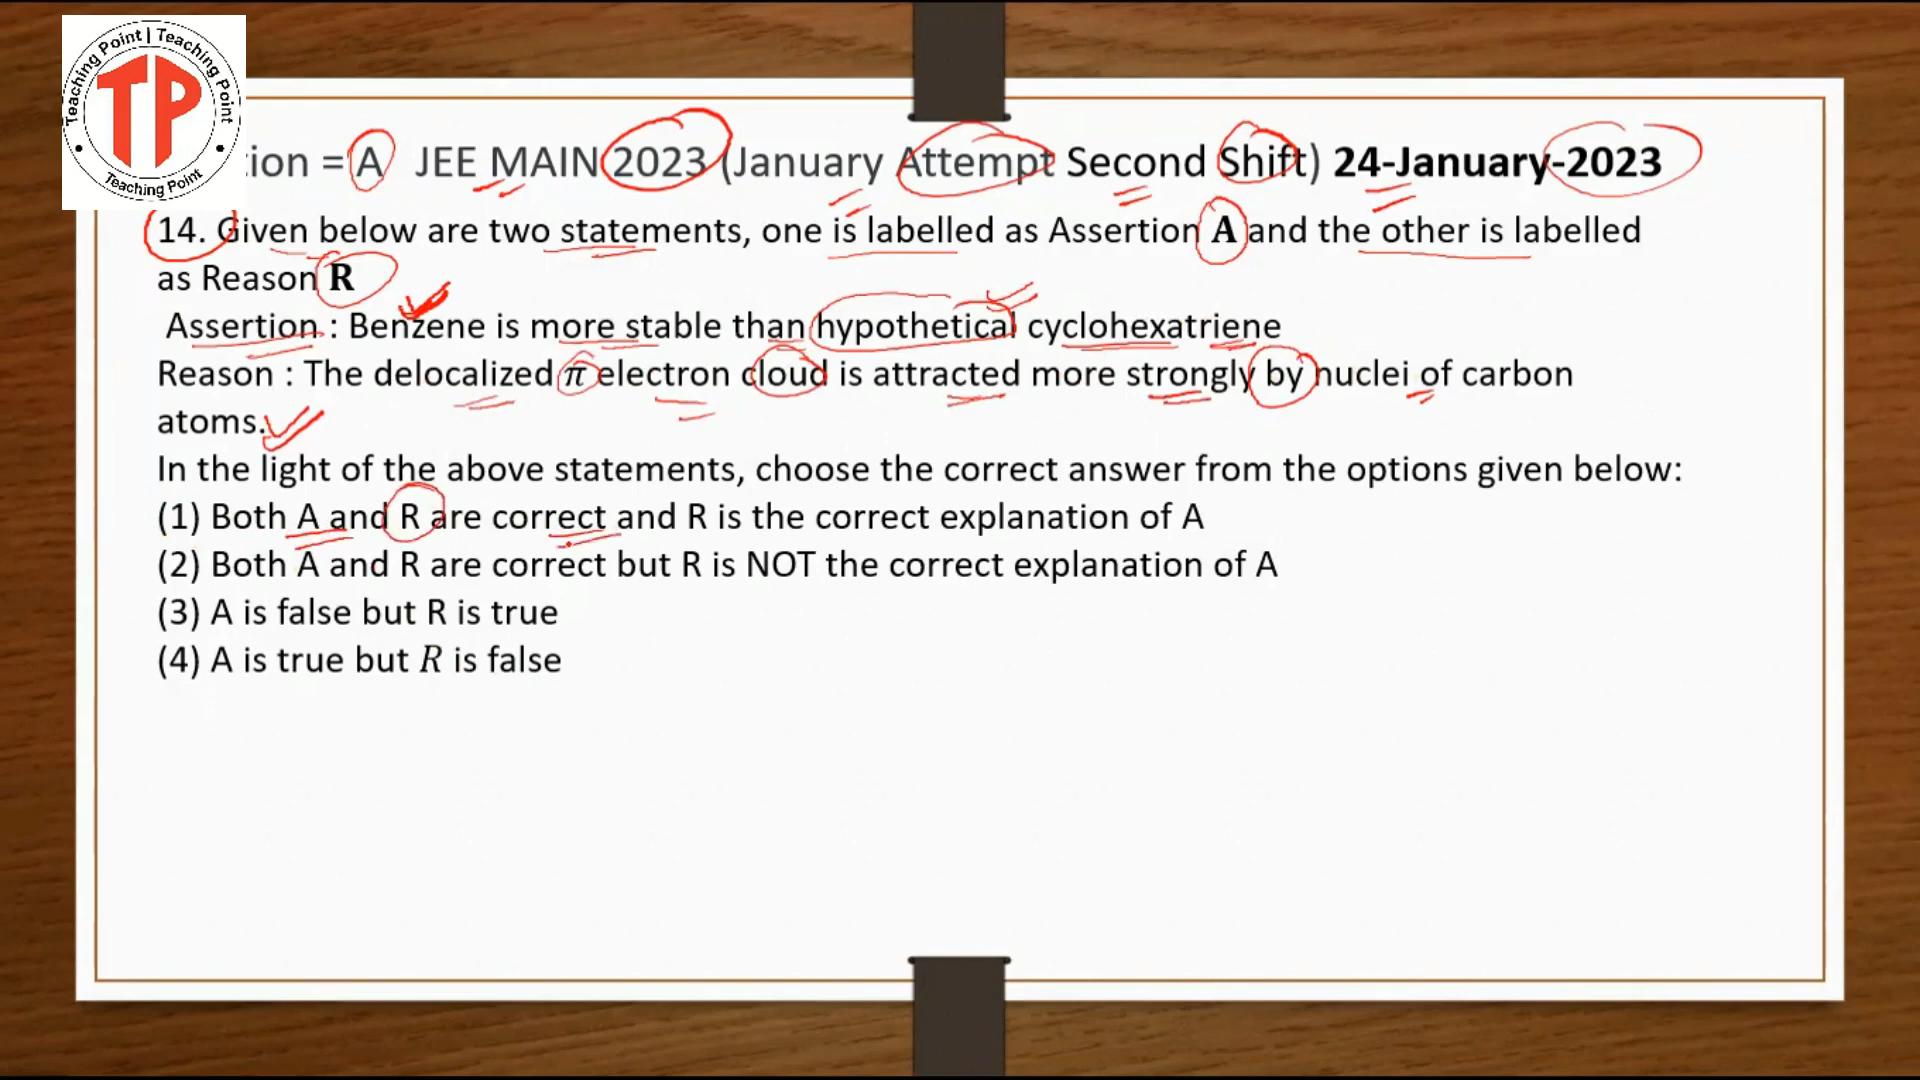 Teaching Point | Teaching Point
TP
Teaching Point
tion = A JEE MAIN 2023 (January Attempt Second Shift) 24-January-2023
14. Given below are two statements, one is labelled as Assertion A and the other is labelled
as Reason R
Assertion : Benzene is more stable than hypothetical cyclohexatriene
Reason : The delocalized π electron cloud is attracted more strongly by nuclei of carbon
atoms.
In the light of the above statements, choose the correct answer from the options given below:
(1) Both A and R are correct and R is the correct explanation of A
(2) Both A and R are correct but R is NOT the correct explanation of A
(3) A is false but R is true
(4) A is true but R is false